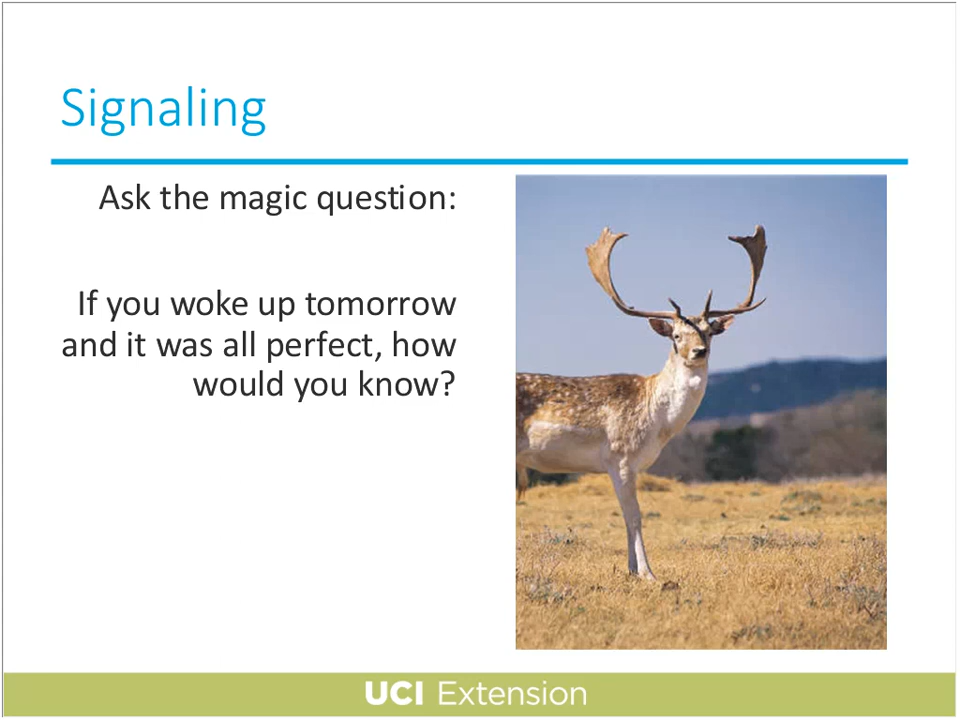 Signaling
Ask the magic question:
If you woke up tomorrow
and it was all perfect, how
would you know?
UCI Extension